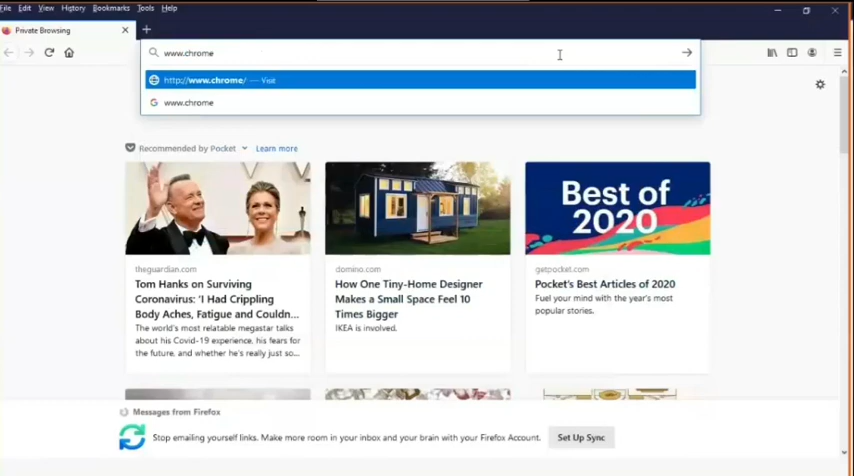 File Edit View History Bookmarks Tools Help
Private Browsing
www.chrome
http://www.chrome/ — Visit
www.chrome
Recommended by Pocket Learn more
theguardian.com
Tom Hanks on Surviving
Coronavirus: 'I Had Crippling
Body Aches, Fatigue and Couldn...
The world's most relatable megastar talks
about his Covid-19 experience, his fears for
the future, and whether he's really just so...
domino.com
How One Tiny-Home Designer
Makes a Small Space Feel 10
Times Bigger
IKEA is involved.
Best of
2020
getpocket.com
Pocket's Best Articles of 2020
Fuel your mind with the year's most
popular stories.
Messages from Firefox
Stop emailing yourself links. Make more room in your inbox and your brain with your Firefox Account.
Set Up Sync